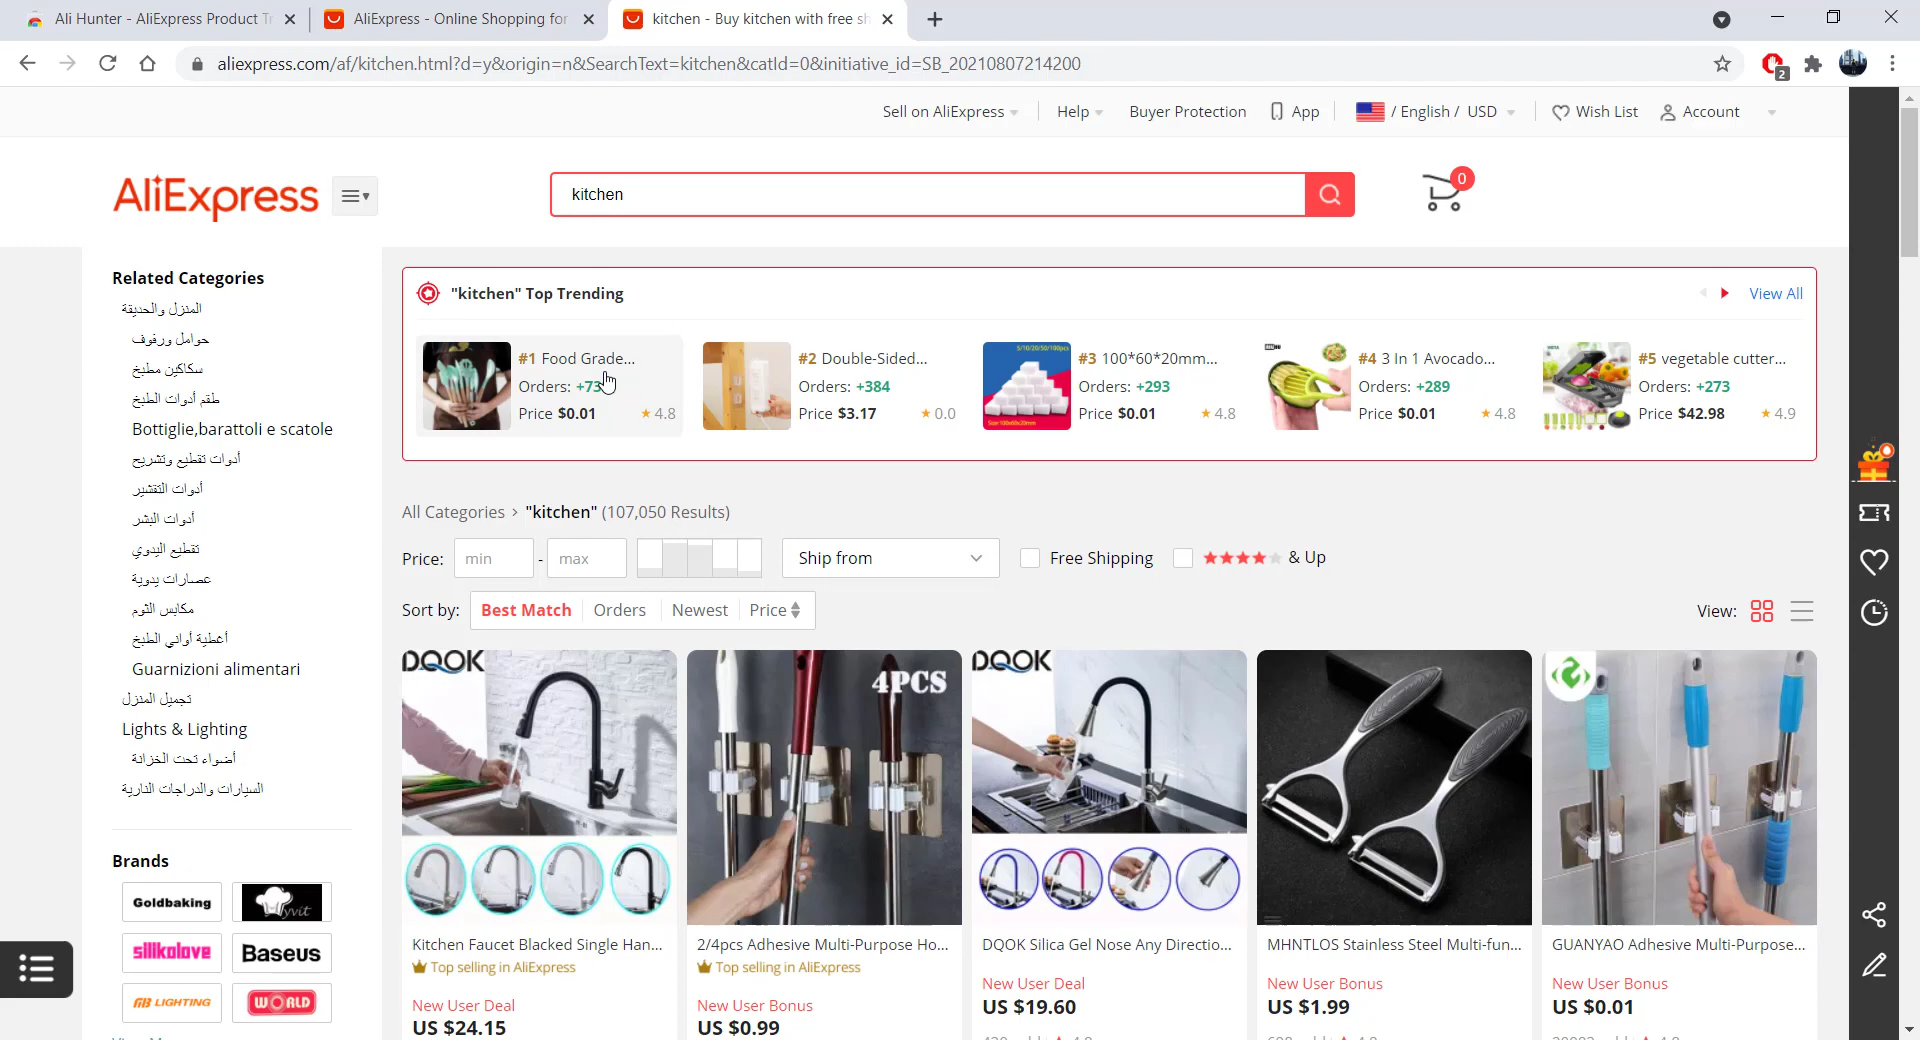 Ali Hunter - AliExpress Product Tr
AliExpress - Online Shopping for
kitchen - Buy kitchen with free sh
aliexpress.com/af/kitchen.html?d=y&origin=n&SearchText=kitchen&catId=0&initiative_id=SB_20210807214200
2
Sell on AliExpress
Help
Buyer Protection
App
/ English / USD
Wish List
Account
AliExpress
kitchen
0
Related Categories
المنزل والحديقة
حوامل ورفوف
سكاكين مطبخ
طقم أدوات الطبخ
Bottiglie,barattoli e scatole
أدوات تقطيع وتشريح
أدوات التقشير
أدوات البشر
تقطيع اليدوي
عصارات يدوية
مكابس الثوم
أغطية أواني الطبخ
Guarnizioni alimentari
تجميل المنزل
Lights & Lighting
أضواء تحت الخزانة
السيارات والدراجات النارية
Brands
Goldbaking
sillkolove
Baseus
LIGHTING
WORLD
"kitchen" Top Trending
View All
#1 Food Grade...
Orders: +73
Price $0.01
4.8
#2 Double-Sided...
Orders: +384
Price $3.17
0.0
5/10/20/50/100pcs
Size:100x60x20mm
#3 100*60*20mm...
Orders: +293
Price $0.01
4.8
#4 3 In 1 Avocado...
Orders: +289
Price $0.01
4.8
#5 vegetable cutter...
Orders: +273
Price $42.98
4.9
All Categories > "kitchen" (107,050 Results)
Price:
min
-
max
Ship from
Free Shipping
& Up
Sort by:
Best Match
Orders
Newest
Price
View:
DQOK
4PCS
DQOK
Kitchen Faucet Blacked Single Han...
Top selling in AliExpress
New User Deal
US $24.15
2/4pcs Adhesive Multi-Purpose Ho...
Top selling in AliExpress
New User Bonus
US $0.99
DQOK Silica Gel Nose Any Directio...
New User Deal
US $19.60
MHNTLOS Stainless Steel Multi-fun...
New User Bonus
US $1.99
GUANYAO Adhesive Multi-Purpose...
New User Bonus
US $0.01